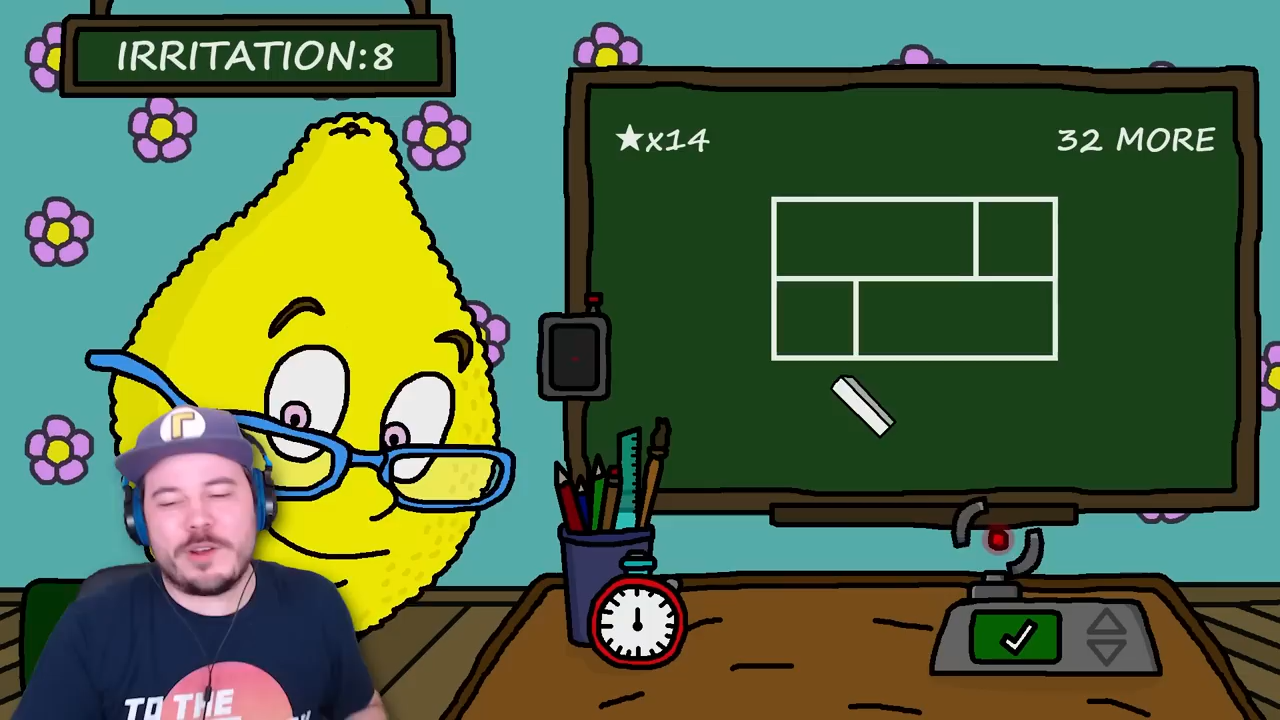 IRRITATION:8
★x14
32 MORE
TO THE